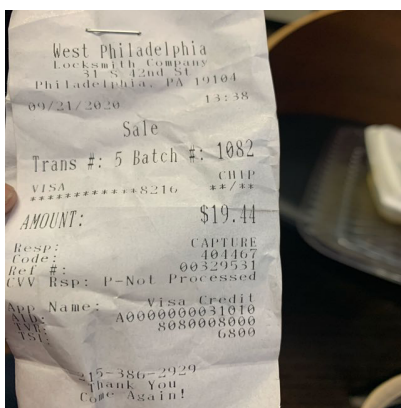 West Philadelphia
Locksmith Company
31 S 42nd St
Philadelphia, PA 19104
09/21/2020 13:38
Sale
Trans #: 5 Batch #: 1082
VISA CHIP
************8216 **/**
AMOUNT: $19.44
Resp: CAPTURE
Code: 404467
Ref #: 00329531
CVV Rsp: P-Not Processed
App Name: Visa Credit
A0000000031010
TVR: 8080008000
TSI: 6800
215-386-2929
Thank You
Come Again!